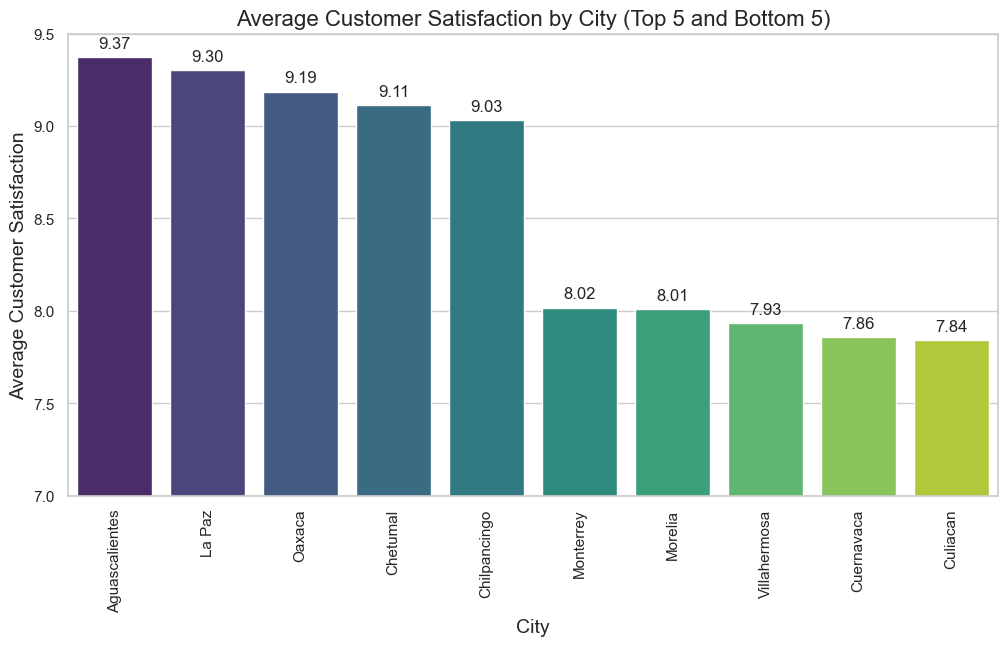 Average Customer Satisfaction by City (Top 5 and Bottom 5)
Average Customer Satisfaction
9.5
9.0
8.5
8.0
7.5
7.0
9.37
9.30
9.19
9.11
9.03
8.02
8.01
7.93
7.86
7.84
Aguascalientes
La Paz
Oaxaca
Chetumal
Chilpancingo
Monterrey
Morelia
Villahermosa
Cuernavaca
Culiacan
City